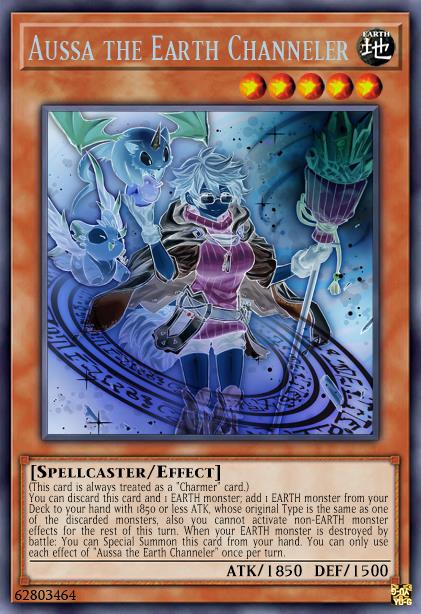 AUSSA THE EARTH CHANNELER
EARTH
地
[SPELLCASTER/EFFECT]
(This card is always treated as a "Charmer" card.)
You can discard this card and 1 EARTH monster; add 1 EARTH monster from your
Deck to your hand with 1850 or less ATK, whose original Type is the same as one
of the discarded monsters, also you cannot activate non-EARTH monster
effects for the rest of this turn. When your EARTH monster is destroyed by
battle: You can Special Summon this card from your hand. You can only use
each effect of "Aussa the Earth Channeler" once per turn.
ATK/1850 DEF/1500
62803464